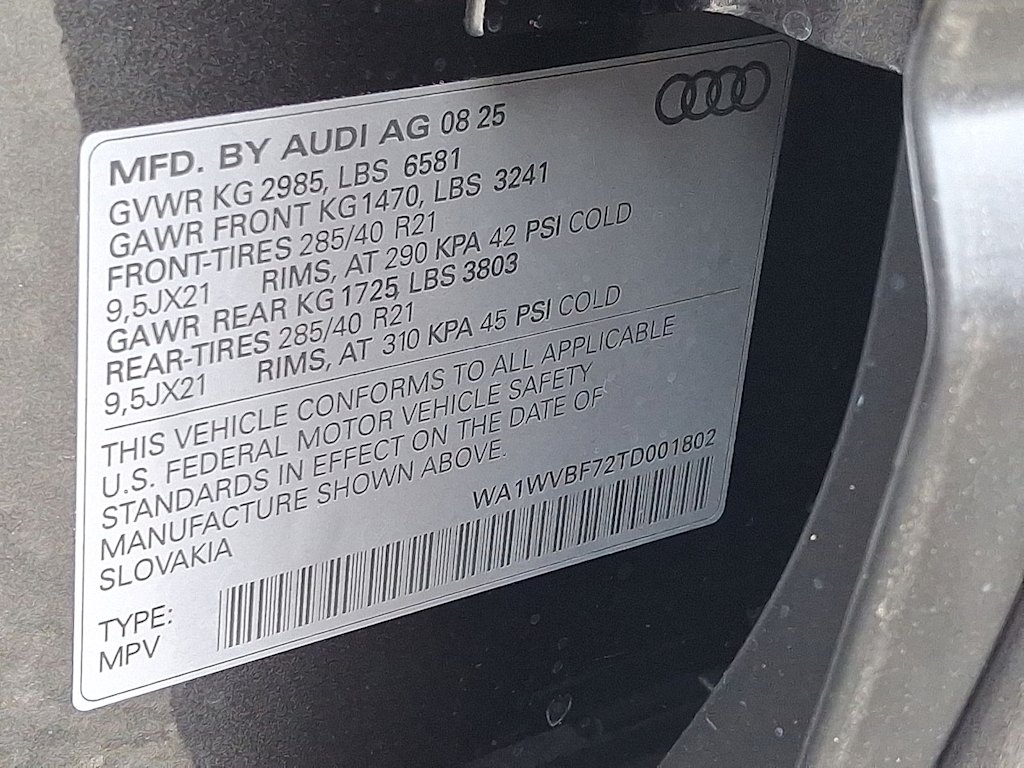 MFD. BY AUDI AG 08 25
GVWR KG 2985, LBS 6581
GAWR FRONT KG1470, LBS 3241
FRONT-TIRES 285/40 R21
9,5JX21 RIMS, AT 290 KPA 42 PSI COLD
GAWR REAR KG 1725, LBS 3803
REAR-TIRES 285/40 R21
9,5JX21 RIMS, AT 310 KPA 45 PSI COLD
THIS VEHICLE CONFORMS TO ALL APPLICABLE
U.S. FEDERAL MOTOR VEHICLE SAFETY
STANDARDS IN EFFECT ON THE DATE OF
MANUFACTURE SHOWN ABOVE.
SLOVAKIA
WA1WVBF72TD001802
TYPE:
MPV